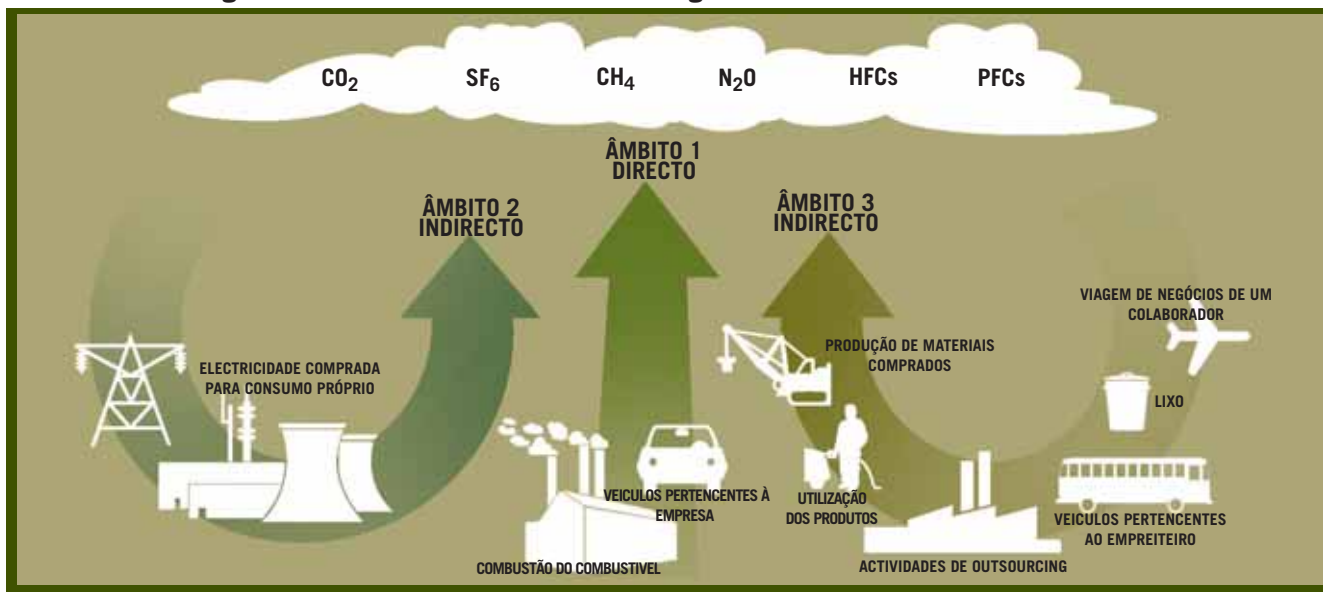 CO2 SF6 CH4 N2O HFCs PFCs
ÂMBITO 1
DIRECTO
ÂMBITO 2
INDIRECTO
ÂMBITO 3
INDIRECTO
VIAGEM DE NEGÓCIOS DE UM
COLABORADOR
ELECTRICIDADE COMPRADA
PARA CONSUMO PRÓPRIO
PRODUÇÃO DE MATERIAIS
COMPRADOS
LIXO
VEICULOS PERTENCENTES À
EMPRESA
UTILIZAÇÃO
DOS PRODUTOS
VEICULOS PERTENCENTES
AO EMPREITEIRO
COMBUSTÃO DO COMBUSTIVEL
ACTIVIDADES DE OUTSOURCING